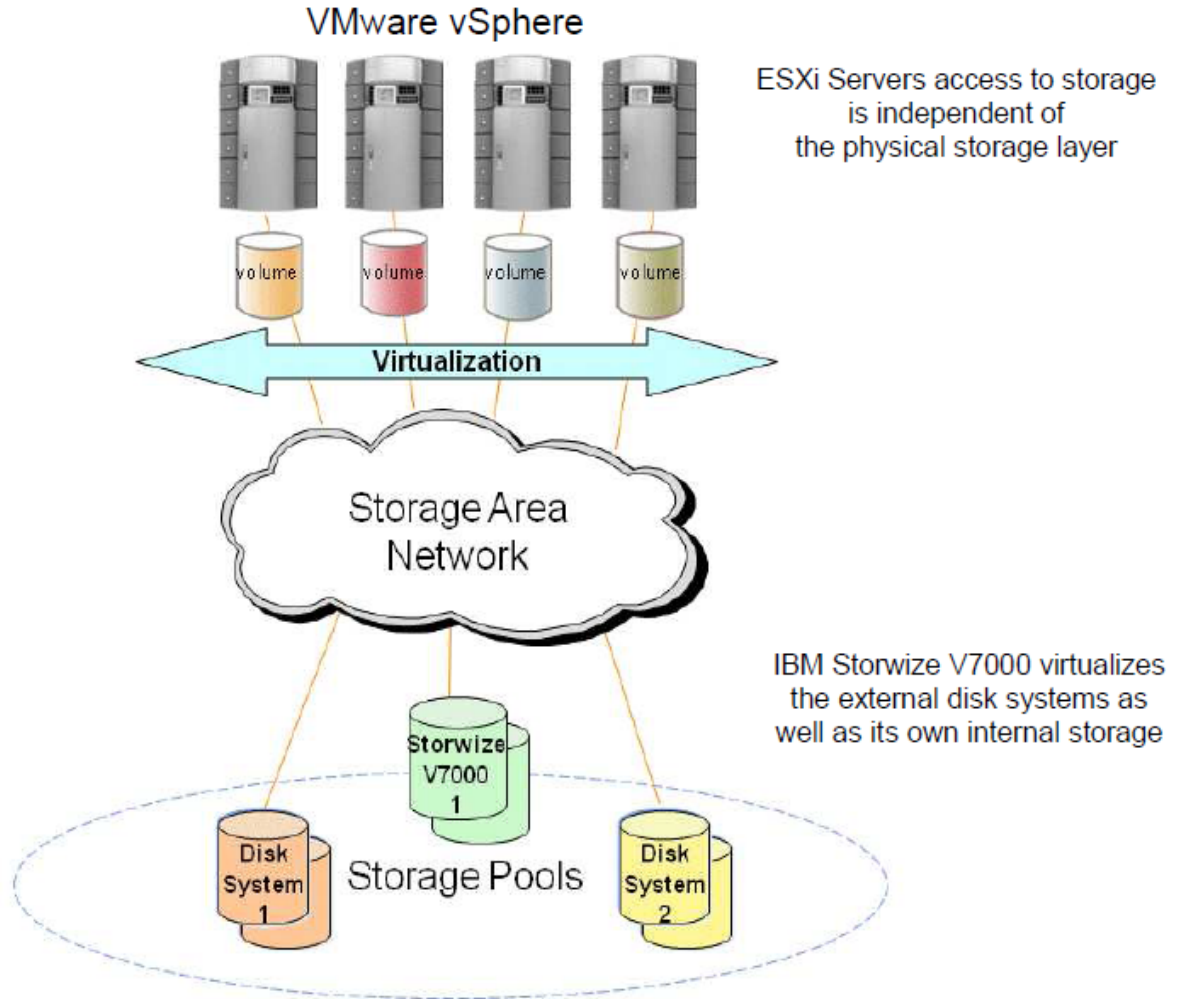 VMware vSphere
ESXi Servers access to storage
is independent of
the physical storage layer
volume
volume
volume
volume
Virtualization
Storage Area
Network
IBM Storwize V7000 virtualizes
the external disk systems as
well as its own internal storage
Storwize
V7000
1
Disk
System
1
Storage Pools
Disk
System
2